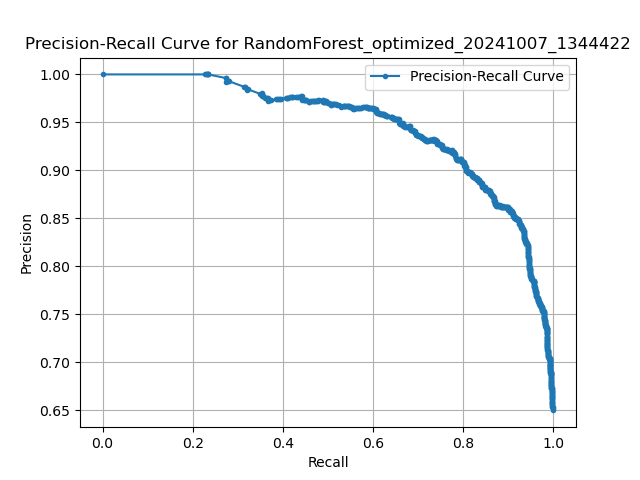 Precision-Recall Curve for RandomForest_optimized_20241007_1344422
Precision-Recall Curve
1.00
0.95
0.90
0.85
0.80
0.75
0.70
0.65
Precision
0.0 0.2 0.4 0.6 0.8 1.0
Recall